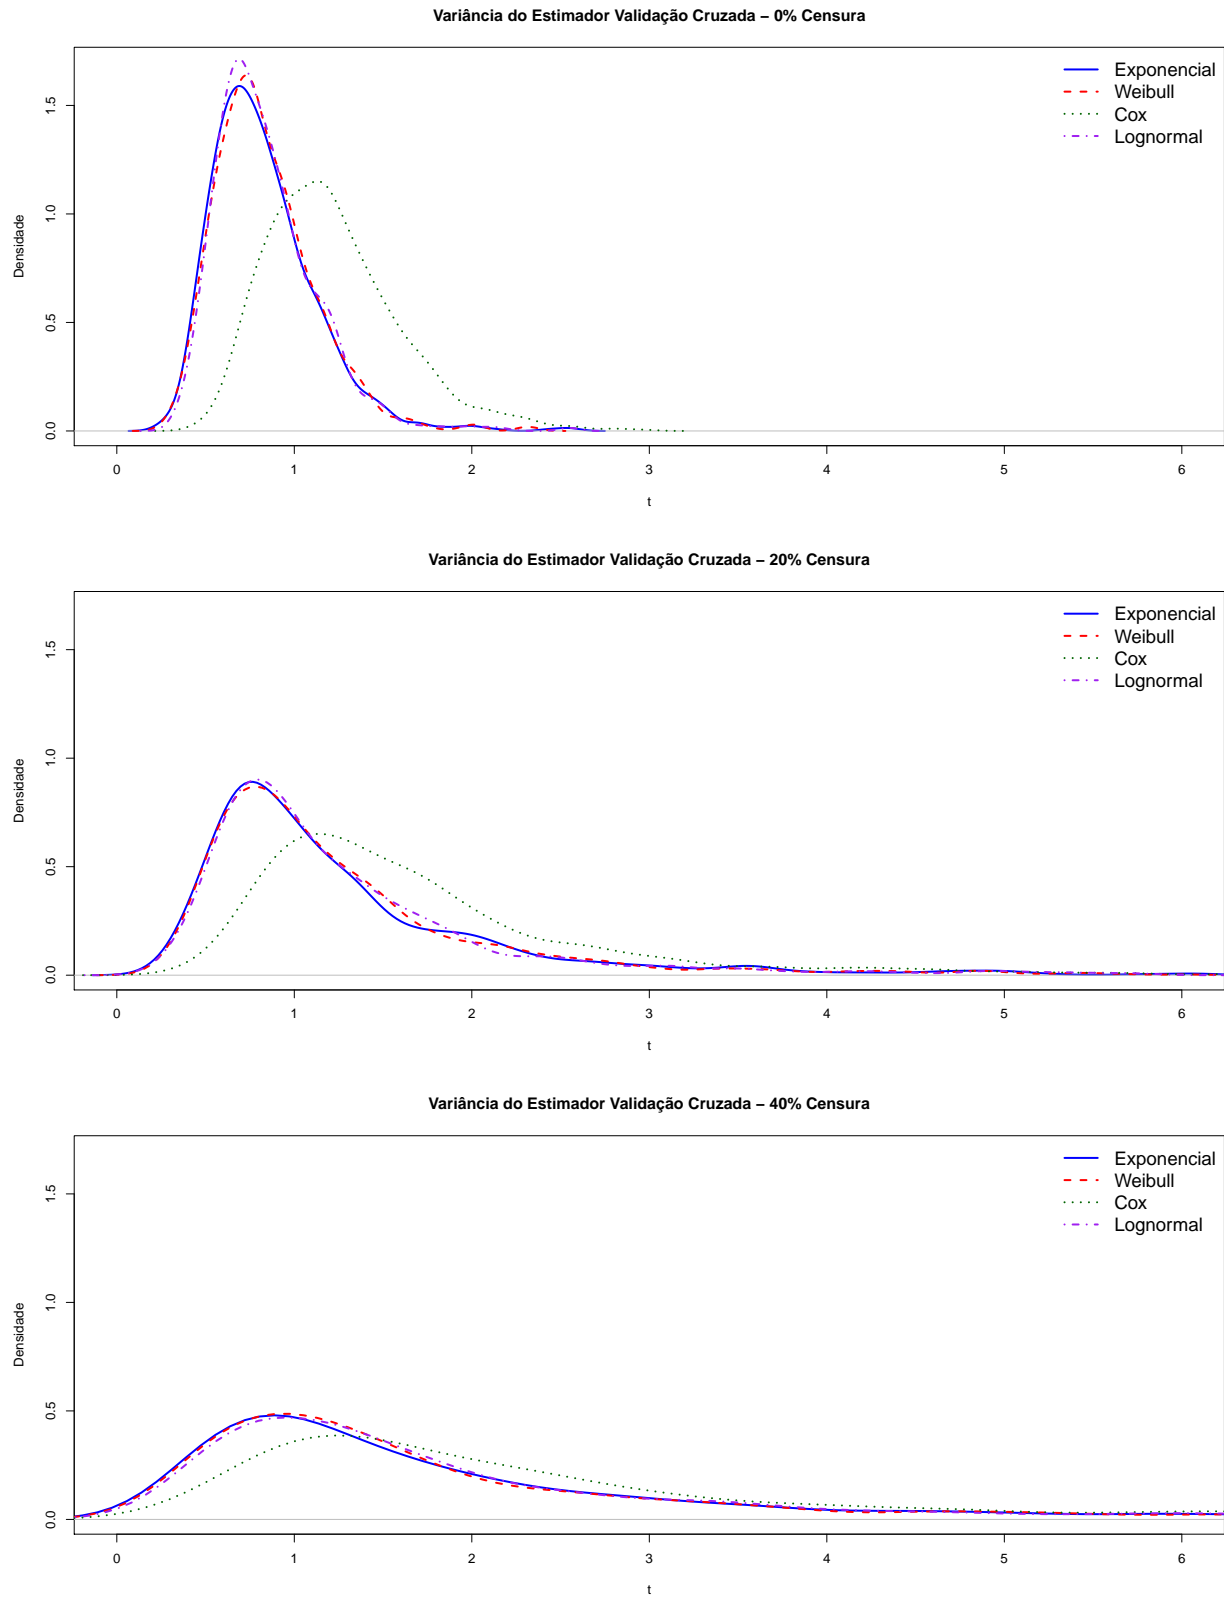 Variância do Estimador Validação Cruzada – 0% Censura
Exponencial
Weibull
Cox
Lognormal
Densidade
0.0 0.5 1.0 1.5
0 1 2 3 4 5 6
t
Variância do Estimador Validação Cruzada – 20% Censura
Exponencial
Weibull
Cox
Lognormal
Densidade
0.0 0.5 1.0 1.5
0 1 2 3 4 5 6
t
Variância do Estimador Validação Cruzada – 40% Censura
Exponencial
Weibull
Cox
Lognormal
Densidade
0.0 0.5 1.0 1.5
0 1 2 3 4 5 6
t